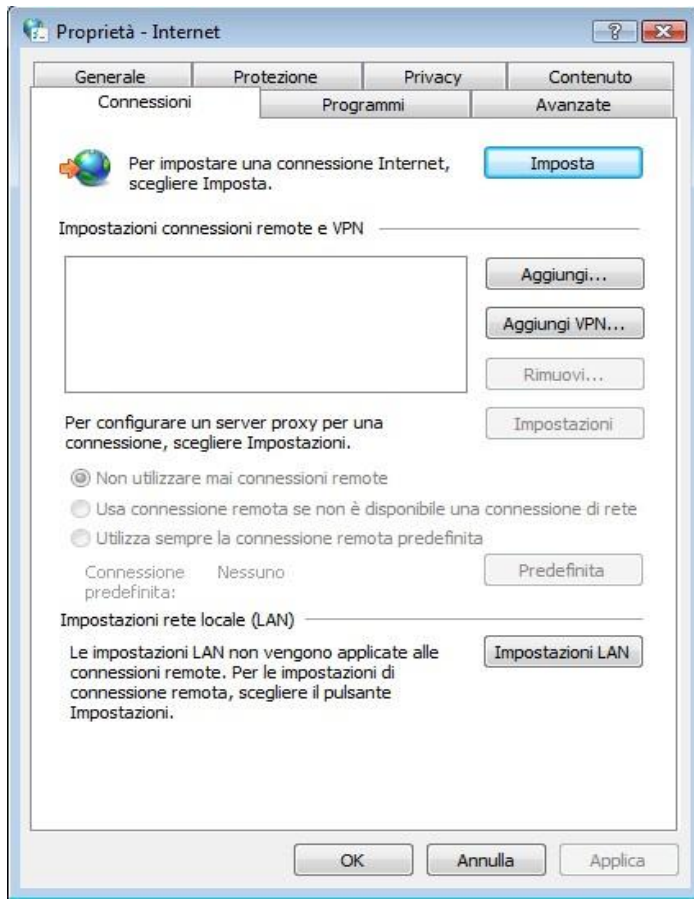 Proprietà - Internet
Generale
Protezione
Privacy
Contenuto
Connessioni
Programmi
Avanzate
Per impostare una connessione Internet,
scegliere Imposta.
Imposta
Impostazioni connessioni remote e VPN
Aggiungi...
Aggiungi VPN...
Rimuovi...
Per configurare un server proxy per una
connessione, scegliere Impostazioni.
Impostazioni
Non utilizzare mai connessioni remote
Usa connessione remota se non è disponibile una connessione di rete
Utilizza sempre la connessione remota predefinita
Connessione
predefinita:
Nessuno
Predefinita
Impostazioni rete locale (LAN)
Le impostazioni LAN non vengono applicate alle
connessioni remote. Per le impostazioni di
connessione remota, scegliere il pulsante
Impostazioni.
Impostazioni LAN
OK
Annulla
Applica